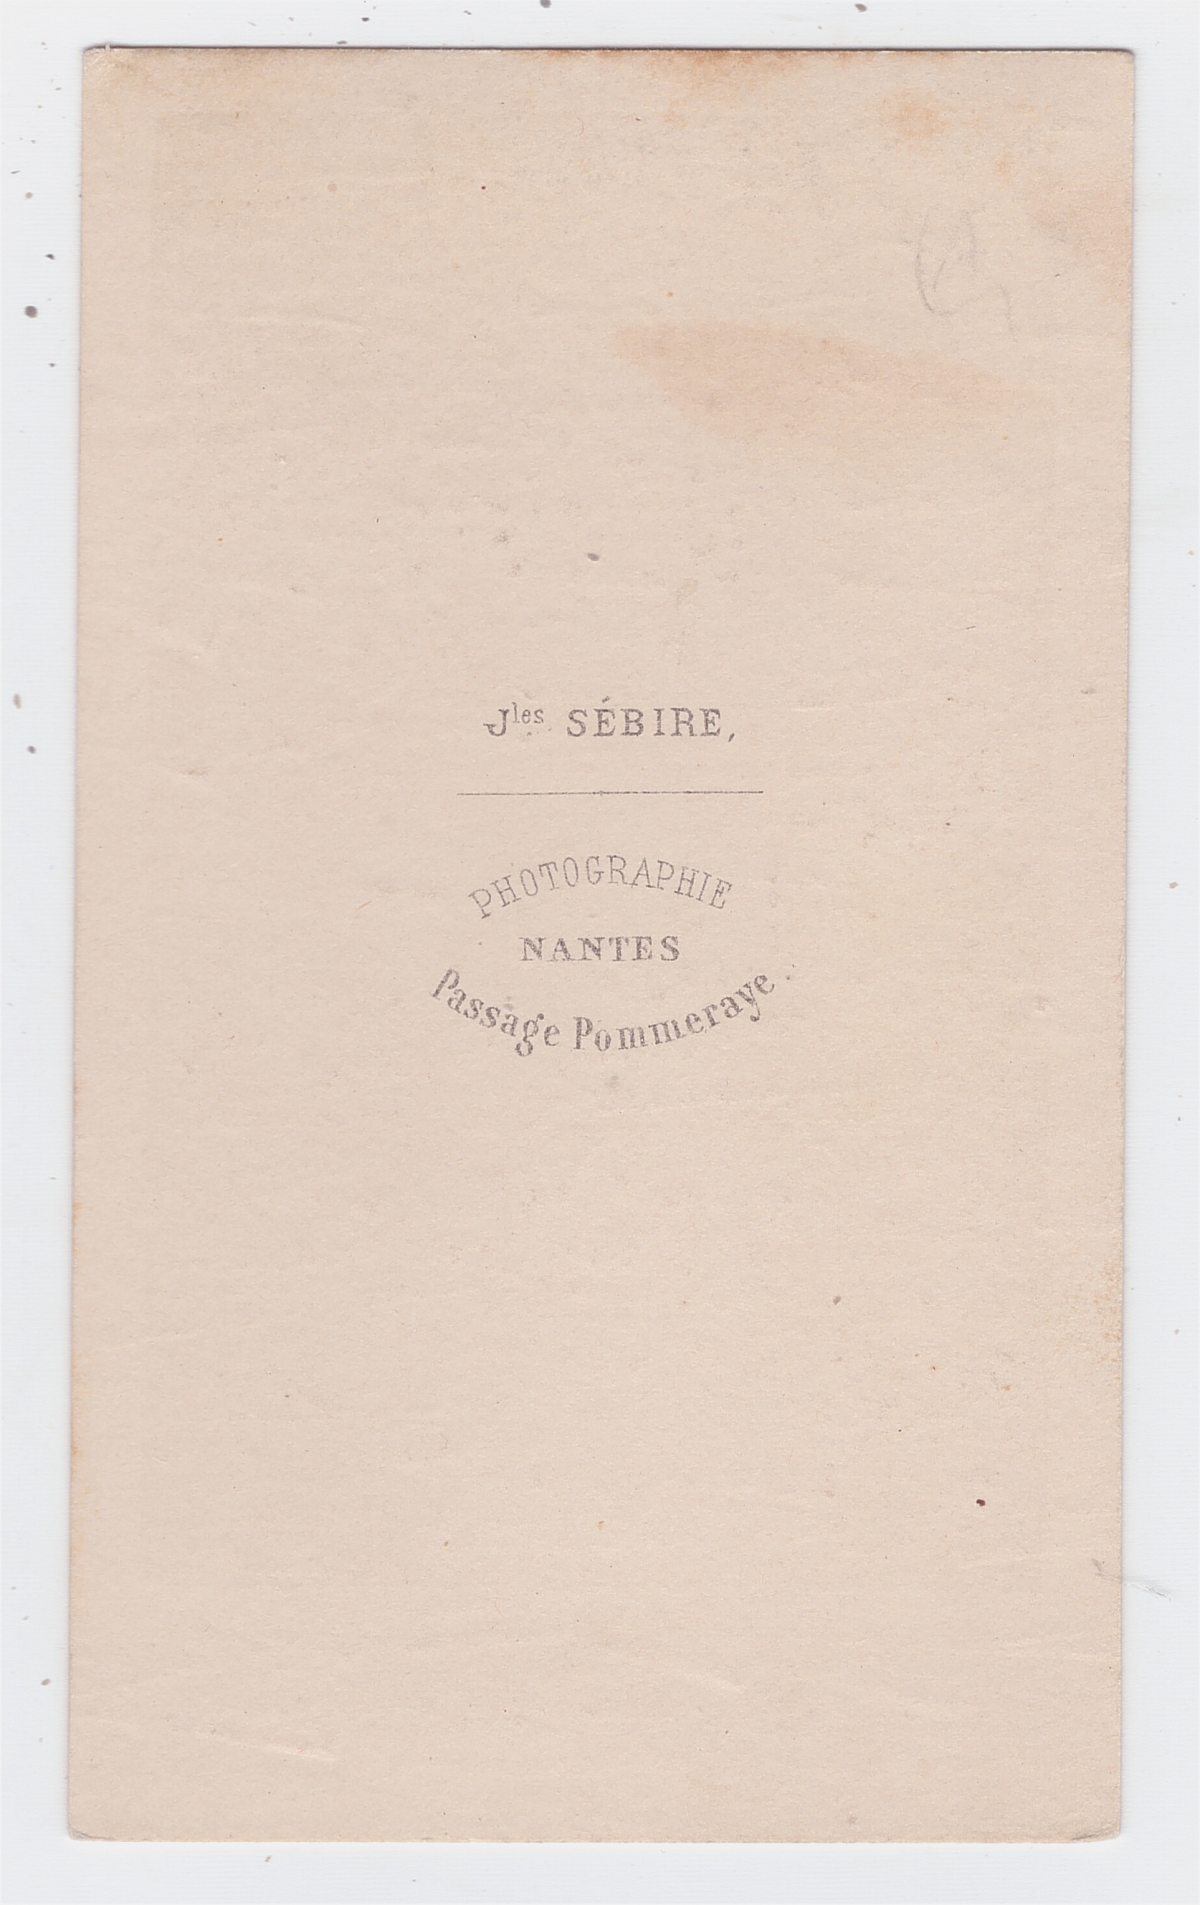 Jles SÉBIRE,
PHOTOGRAPHIE
NANTES
Passage Pommeraye.